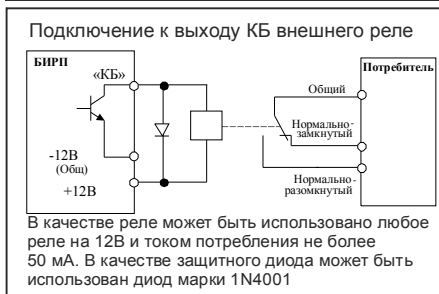 Подключение к выходу КБ внешнего реле
БИРП
«КБ»
-12В
(Общ)
+12В
Потребитель
Общий
Нормально-
замкнутый
Нормально-
разомкнутый
В качестве реле может быть использовано любое
реле на 12В и током потребления не более
50 мА. В качестве защитного диода может быть
использован диод марки 1N4001